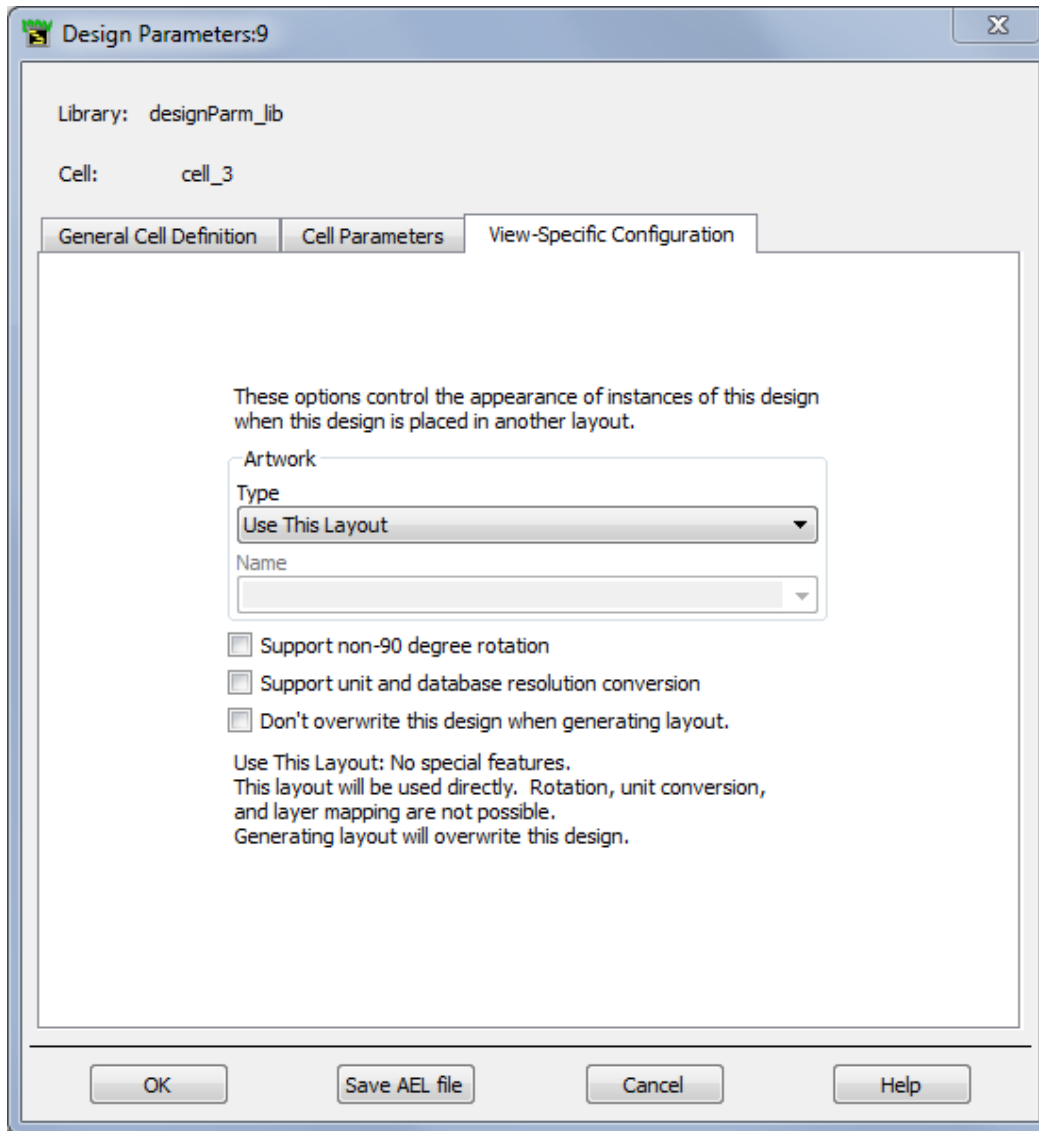 Design Parameters:9
Library: designParm_lib
Cell: cell_3
General Cell Definition Cell Parameters View-Specific Configuration
These options control the appearance of instances of this design
when this design is placed in another layout.
Artwork
Type
Use This Layout
Name
Support non-90 degree rotation
Support unit and database resolution conversion
Don't overwrite this design when generating layout.
Use This Layout: No special features.
This layout will be used directly. Rotation, unit conversion,
and layer mapping are not possible.
Generating layout will overwrite this design.
OK Save AEL file Cancel Help